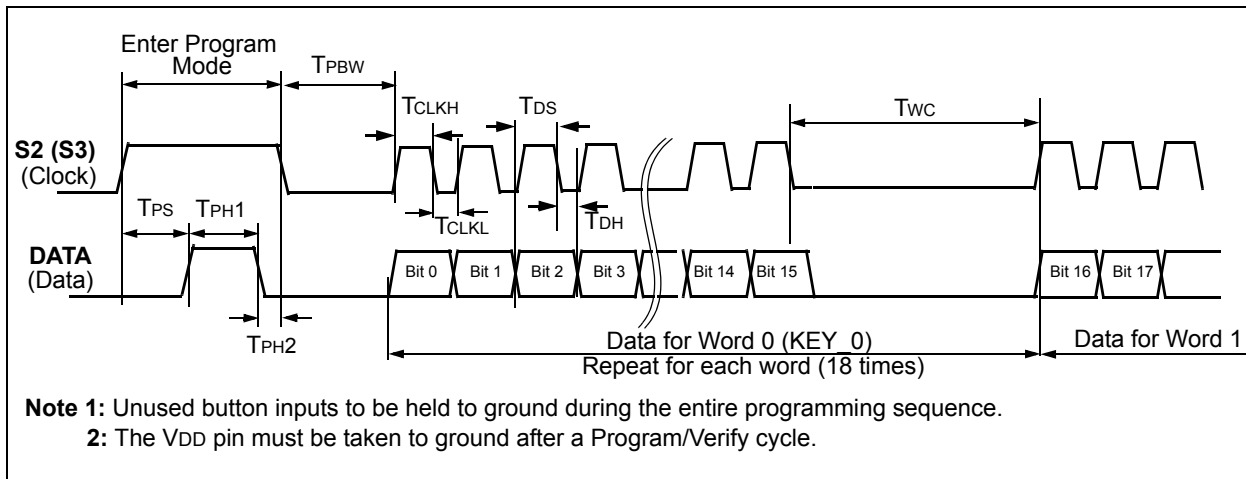 Enter Program
Mode
TPBW
TCLKH
TDS
TWC
S2 (S3)
(Clock)
TPS
TPH1
TCLKL
TDH
DATA
(Data)
Bit 0
Bit 1
Bit 2
Bit 3
Bit 14
Bit 15
Bit 16
Bit 17
TPH2
Data for Word 0 (KEY_0)
Repeat for each word (18 times)
Data for Word 1
Note 1: Unused button inputs to be held to ground during the entire programming sequence.
2: The VDD pin must be taken to ground after a Program/Verify cycle.